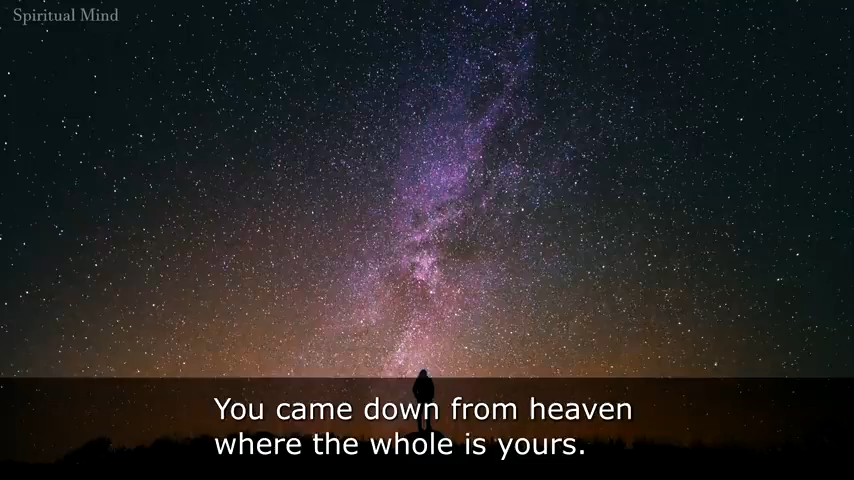 Spiritual Mind
You came down from heaven
where the whole is yours.